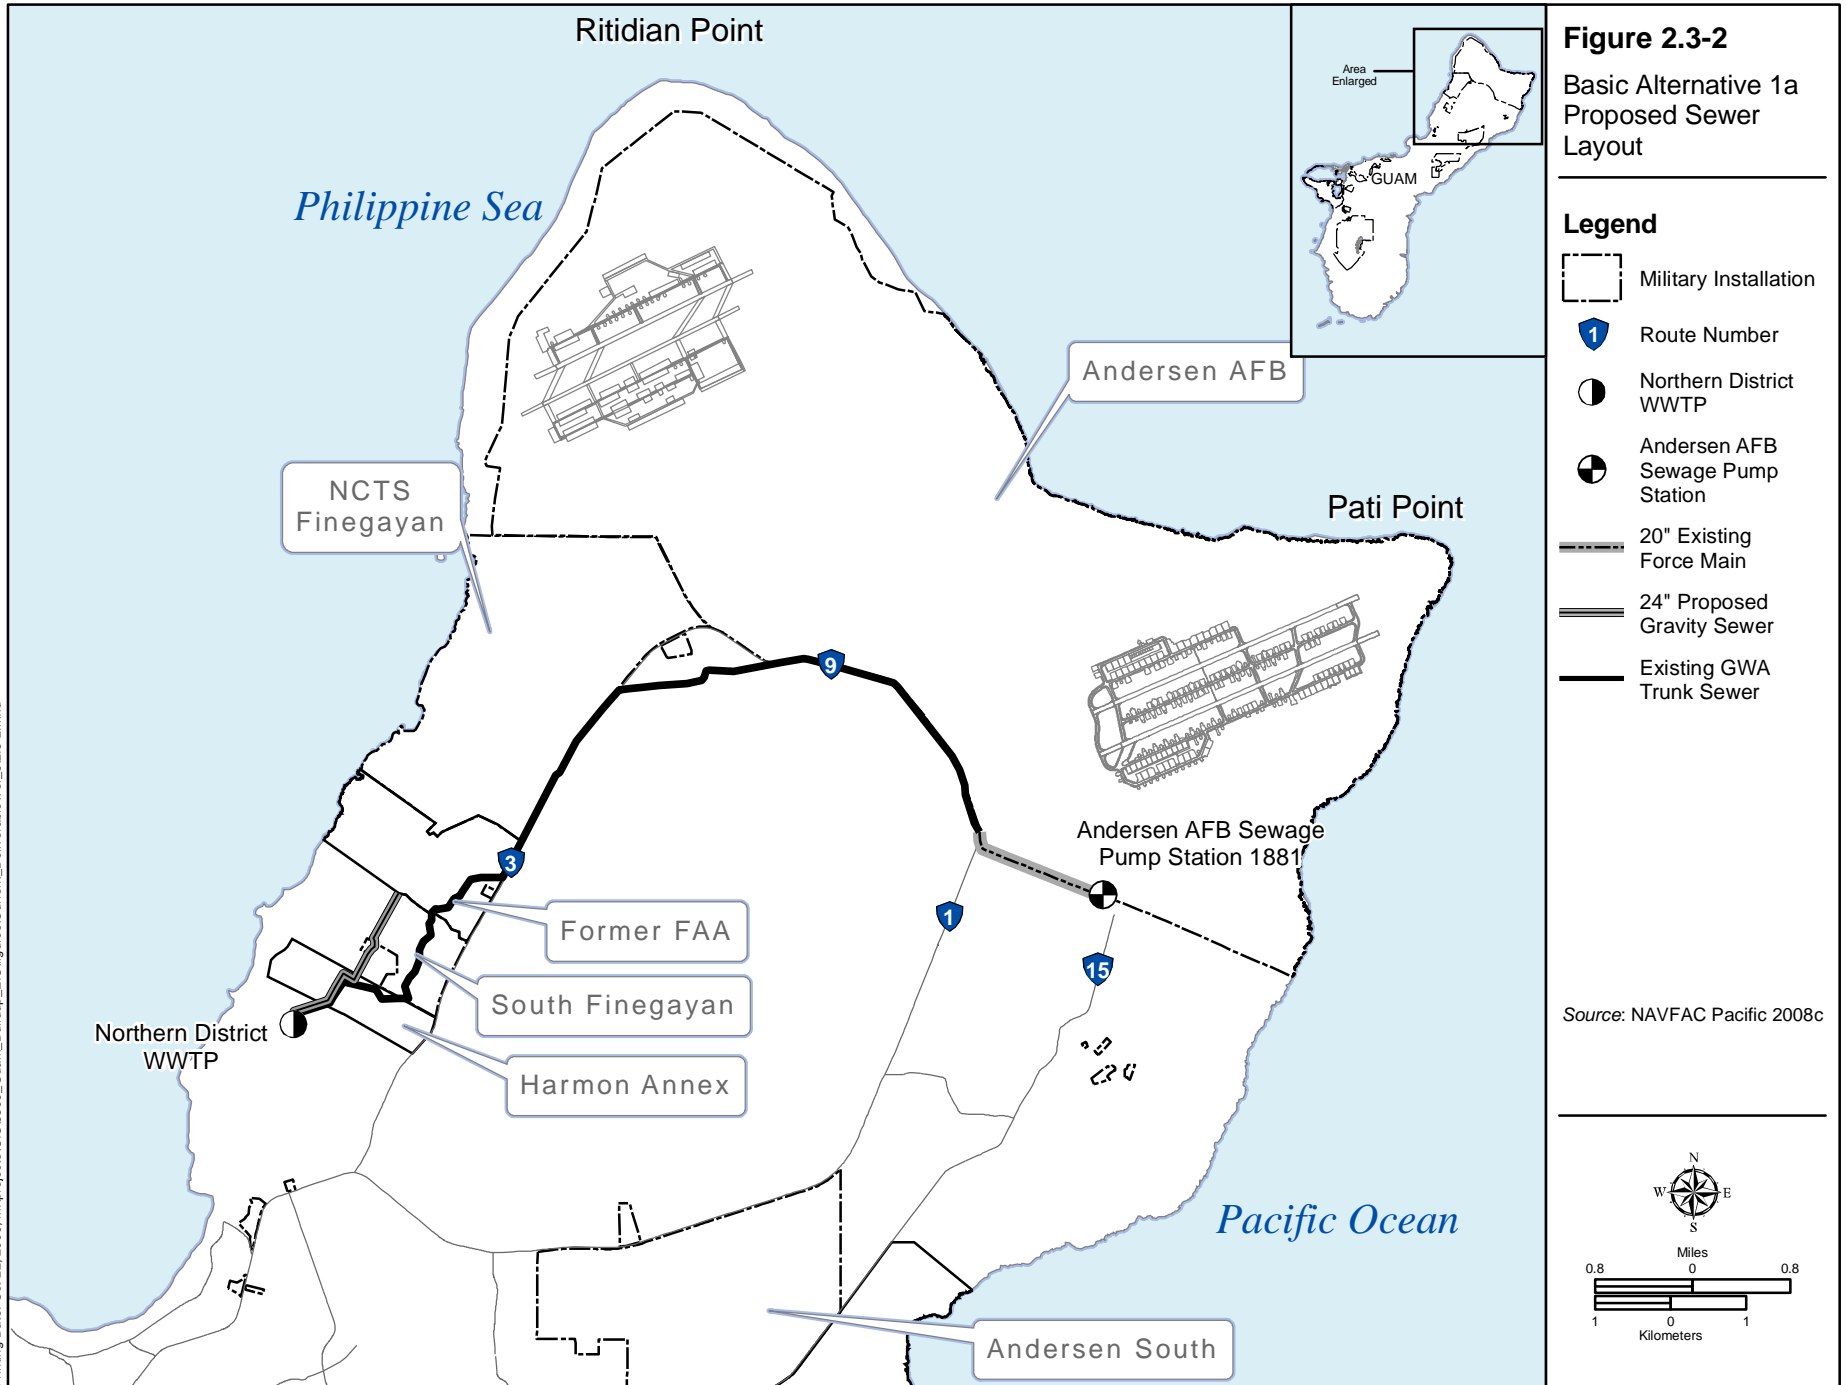 Ritidian Point
Philippine Sea
Area
Enlarged
GUAM
Andersen AFB
NCTS
Finegayan
Pati Point
9
Andersen AFB Sewage
Pump Station 1881
3
1
15
Former FAA
South Finegayan
Northern District
WWTP
Harmon Annex
Pacific Ocean
Andersen South
Figure 2.3-2
Basic Alternative 1a
Proposed Sewer
Layout
Legend
Military Installation
1
Route Number
Northern District
WWTP
Andersen AFB
Sewage Pump
Station
20" Existing
Force Main
24" Proposed
Gravity Sewer
Existing GWA
Trunk Sewer
Source: NAVFAC Pacific 2008c
N
W E
S
Miles
0.8 0 0.8
1 0 1
Kilometers